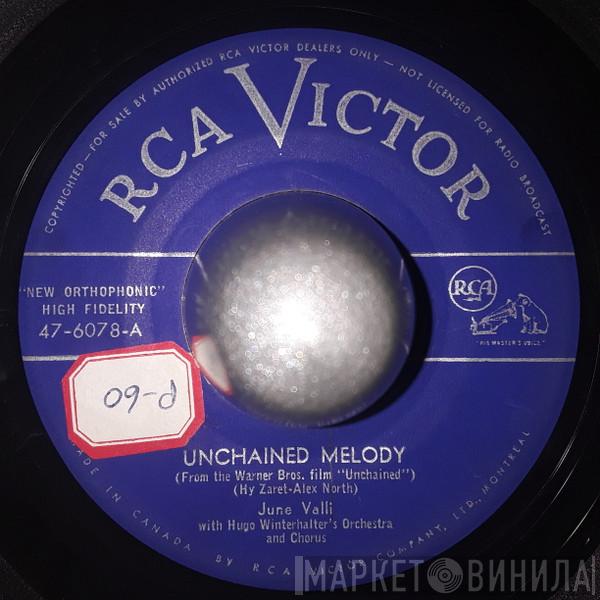 COPYRIGHTED — FOR SALE BY AUTHORIZED RCA VICTOR DEALERS ONLY — NOT LICENSED FOR RADIO BROADCAST
RCA VICTOR
"NEW ORTHOPHONIC"
HIGH FIDELITY
47-6078-A
RCA
"HIS MASTER'S VOICE"
UNCHAINED MELODY
(From the Warner Bros. film "Unchained")
(Hy Zaret-Alex North)
June Valli
with Hugo Winterhalter's Orchestra
and Chorus
MADE IN CANADA BY RCA VICTOR COMPANY, LTD., MONTREAL
МАРКЕТ ВИНИЛА